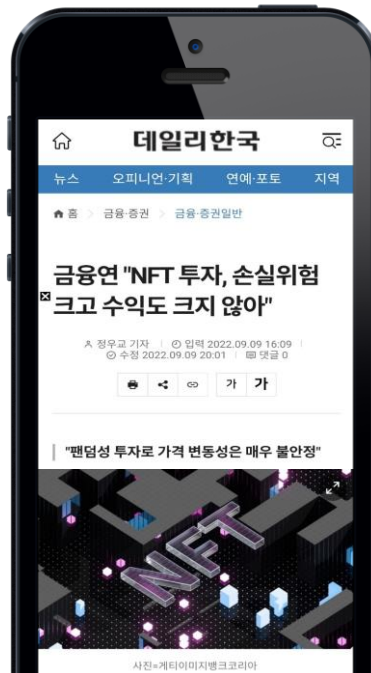 데일리한국
뉴스 오피니언·기획 연예·포토 지역
홈 > 금융·증권 > 금융·증권일반
금융연 "NFT 투자, 손실위험
크고 수익도 크지 않아"
정우교 기자 입력 2022.09.09 16:09
수정 2022.09.09 20:01 댓글 0
가 가
"팬덤성 투자로 가격 변동성은 매우 불안정"
NFT
사진=게티이미지뱅크코리아